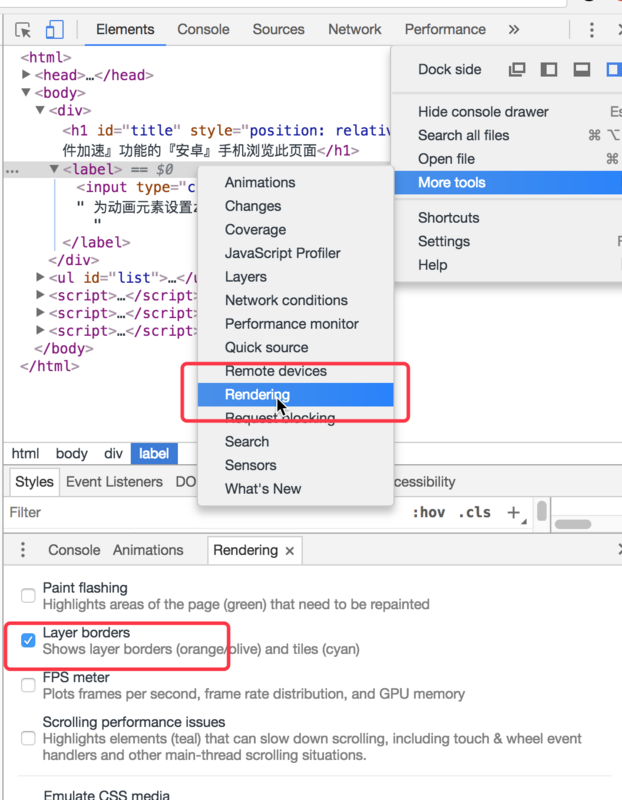 Elements Console Sources Network Performance »
<html>
<head>…</head>
<body>
<div>
<h1 id="title" style="position: relativ
件加速』功能的『安卓』手机浏览此页面</h1>
… <label> == $0
<input type="c
" 为动画元素设置z
"
</label>
</div>
<ul id="list">…</u
<script>…</script>
<script>…</script>
<script>…</script>
</body>
</html>
Dock side
Hide console drawer Es
Search all files ⌘ ⌥
Open file ⌘
More tools
Shortcuts
Settings F
Help
Animations
Changes
Coverage
JavaScript Profiler
Layers
Network conditions
Performance monitor
Quick source
Remote devices
Rendering
Request blocking
Search
Sensors
What's New
html body div label
Styles Event Listeners DO ccessibility
Filter :hov .cls +
Console Animations Rendering ×
Paint flashing
Highlights areas of the page (green) that need to be repainted
Layer borders
Shows layer borders (orange/olive) and tiles (cyan)
FPS meter
Plots frames per second, frame rate distribution, and GPU memory
Scrolling performance issues
Highlights elements (teal) that can slow down scrolling, including touch & wheel event
handlers and other main-thread scrolling situations.
Emulate CSS media